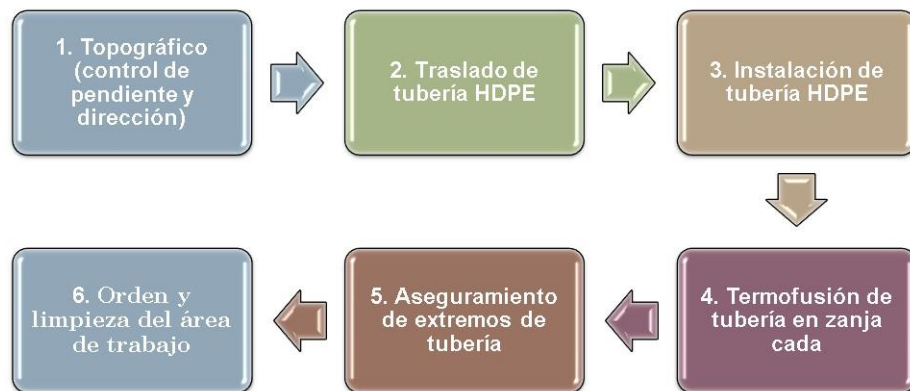 1. Topográfico
(control de
pendiente y
dirección)
2. Traslado de
tubería HDPE
3. Instalación de
tubería HDPE
4. Termofusión de
tubería en zanja
cada
5. Aseguramiento
de extremos de
tubería
6. Orden y
limpieza del área
de trabajo